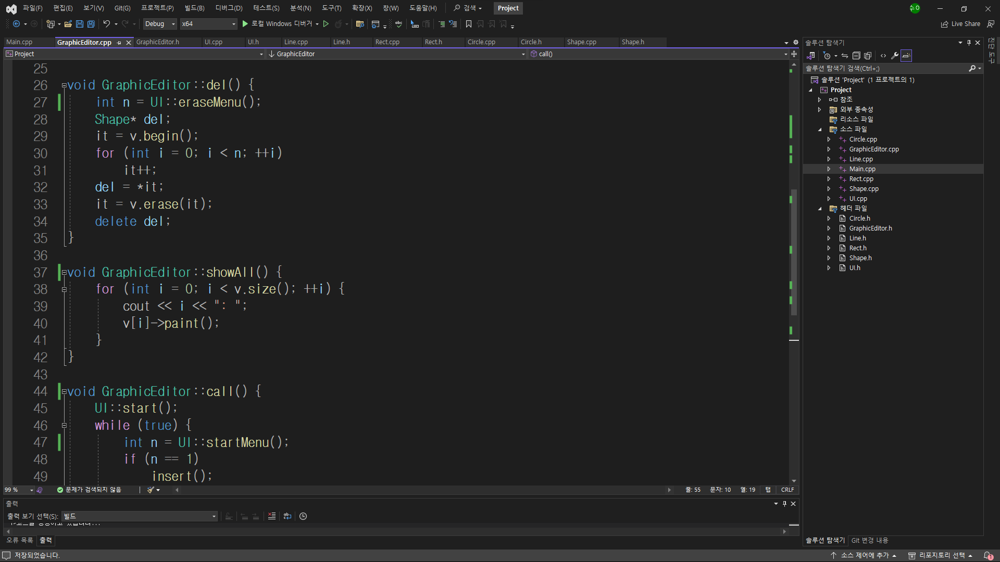 파일(F) 편집(E) 보기(V) Git(G) 프로젝트(P) 빌드(B) 디버그(D) 테스트(S) 분석(N) 도구(T) 확장(X) 창(W) 도움말(H) 검색 Project
Debug x64 로컬 Windows 디버거 Live Share
Main.cpp GraphicEditor.cpp GraphicEditor.h UI.cpp UI.h Line.cpp Line.h Rect.cpp Rect.h Circle.cpp Circle.h Shape.cpp Shape.h
Project GraphicEditor call()
25
26 void GraphicEditor::del() {
27 int n = UI::eraseMenu();
28 Shape* del;
29 it = v.begin();
30 for (int i = 0; i < n; ++i)
31 it++;
32 del = *it;
33 it = v.erase(it);
34 delete del;
35 }
36
37 void GraphicEditor::showAll() {
38 for (int i = 0; i < v.size(); ++i) {
39 cout << i << ": ";
40 v[i]->paint();
41 }
42 }
43
44 void GraphicEditor::call() {
45 UI::start();
46 while (true) {
47 int n = UI::startMenu();
48 if (n == 1)
49 insert();
99 % 문제가 검색되지 않음 줄: 55 문자: 10 열: 19 탭 CRLF
출력
출력 보기 선택(S): 빌드
오류 목록 출력
저장되었습니다.
솔루션 탐색기
솔루션 탐색기 검색(Ctrl+;)
솔루션 'Project' (1 프로젝트의 1)
Project
참조
외부 종속성
리소스 파일
소스 파일
Circle.cpp
GraphicEditor.cpp
Line.cpp
Main.cpp
Rect.cpp
Shape.cpp
UI.cpp
헤더 파일
Circle.h
GraphicEditor.h
Line.h
Rect.h
Shape.h
UI.h
솔루션 탐색기 Git 변경 내용
소스 제어에 추가 리포지토리 선택 1
진단 도구